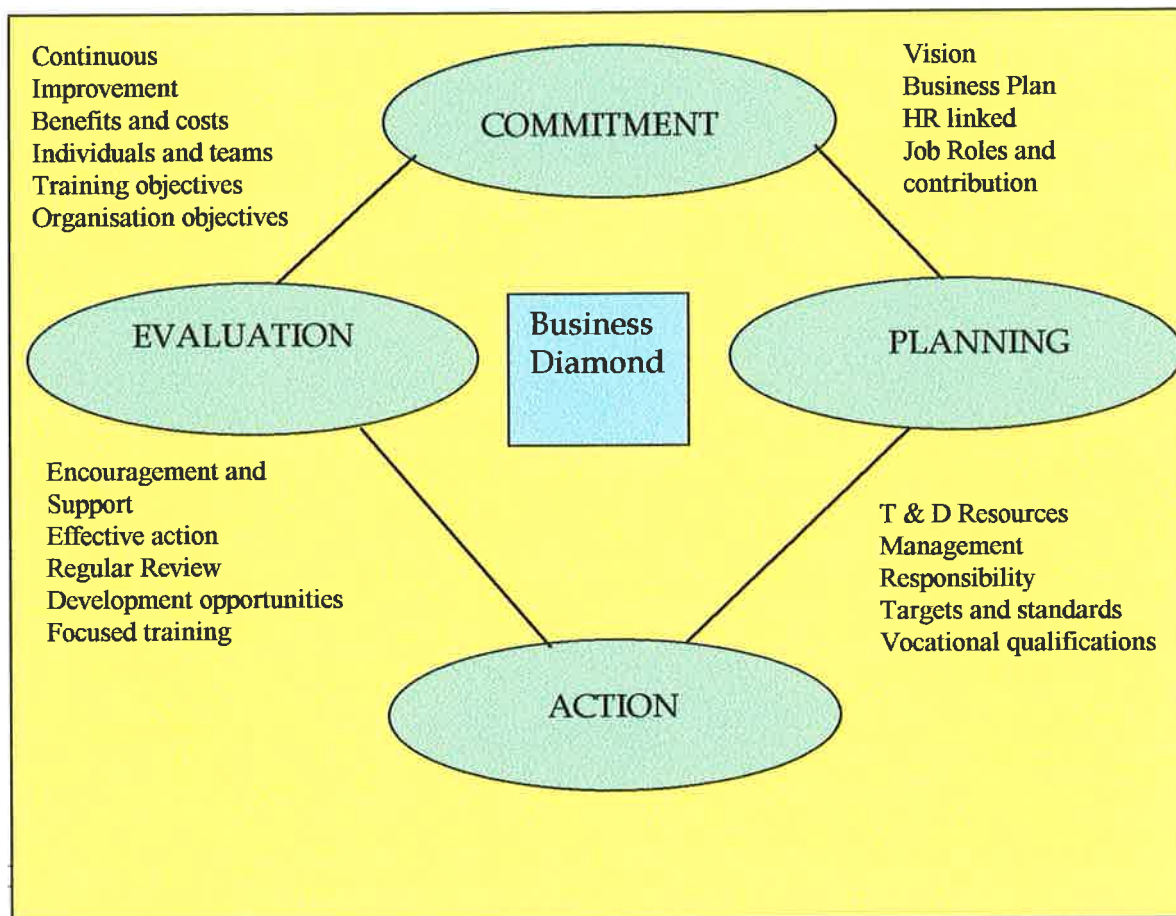 Continuous
Improvement
Benefits and costs
Individuals and teams
Training objectives
Organisation objectives
COMMITMENT
Vision
Business Plan
HR linked
Job Roles and
contribution
EVALUATION
Business
Diamond
PLANNING
Encouragement and
Support
Effective action
Regular Review
Development opportunities
Focused training
T & D Resources
Management
Responsibility
Targets and standards
Vocational qualifications
ACTION